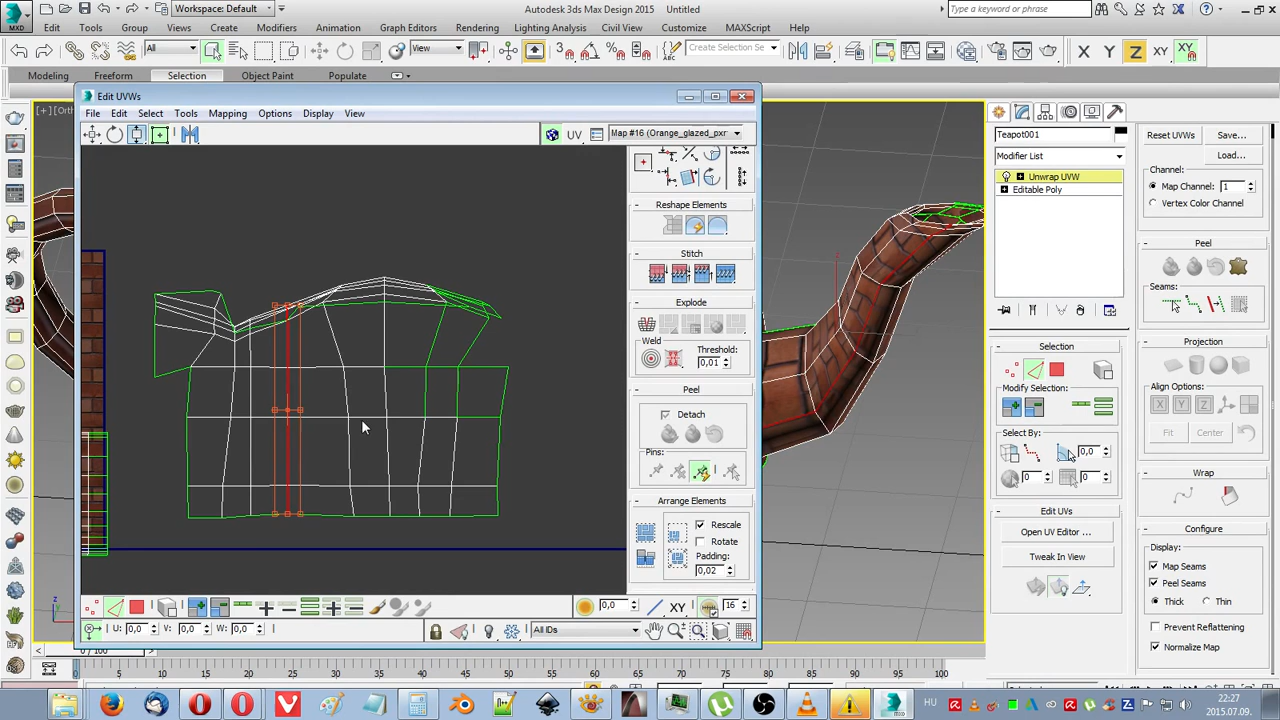 Workspace: Default
Autodesk 3ds Max Design 2015    Untitled
Type a keyword or phrase
MXD
Edit Tools Group Views Create Modifiers Animation Graph Editors Rendering Lighting Analysis Civil View Customize MAXScript Help
All
View
Create Selection Se
X Y Z XY XY
Modeling Freeform Selection Object Paint Populate
Edit UVWs
File Edit Select Tools Mapping Options Display View
UV Map #16 (Orange_glazed_pxr
Reshape Elements
Stitch
Explode
Weld Threshold:
0,01
Peel
Detach
Pins:
Arrange Elements
Rescale
Rotate
Padding:
0,02
0,0 XY 16
U: 0,0 V: 0,0 W: 0,0 All IDs
Teapot001
Modifier List
Unwrap UVW
Editable Poly
Selection
Modify Selection:
Select By:
0,0
0 0
Edit UVs
Open UV Editor ...
Tweak In View
Reset UVWs Save...
Load...
Channel:
Map Channel: 1
Vertex Color Channel
Peel
Seams:
Projection
Align Options:
X Y Z
Fit Center
Wrap
Configure
Display:
Map Seams
Peel Seams
Thick Thin
Prevent Reflattening
Normalize Map
5 10 15 20 25 30 35 40 45 50 55 60 65 70 75 80 85 90 95 100
HU 22:27
2015.07.09.